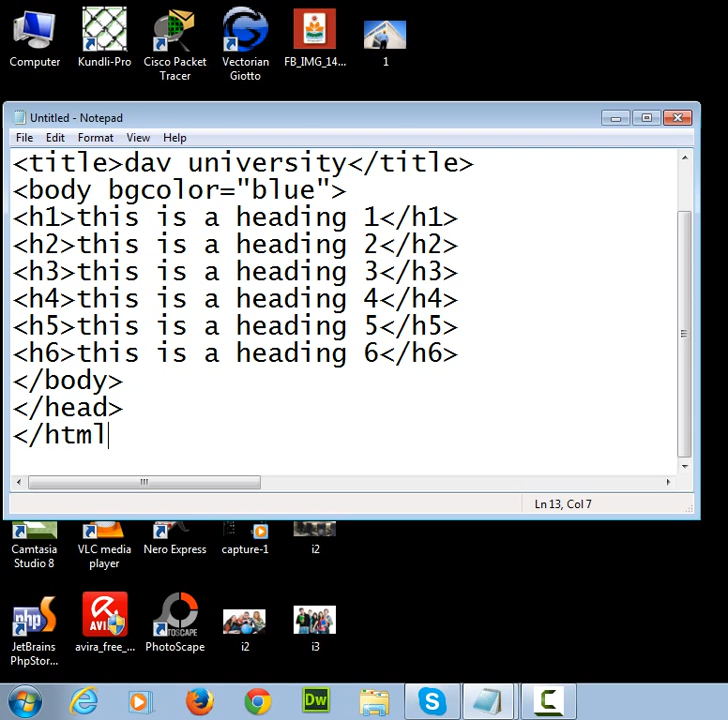 Computer
Kundli-Pro
Cisco Packet
Tracer
Vectorian
Giotto
FB_IMG_14...
1
Untitled - Notepad
File Edit Format View Help
<title>dav university</title>
<body bgcolor="blue">
<h1>this is a heading 1</h1>
<h2>this is a heading 2</h2>
<h3>this is a heading 3</h3>
<h4>this is a heading 4</h4>
<h5>this is a heading 5</h5>
<h6>this is a heading 6</h6>
</body>
</head>
</html
Ln 13, Col 7
Camtasia
Studio 8
VLC media
player
Nero Express
capture-1
i2
php
JetBrains
PhpStor...
AVI
avira_free_...
TOSCAPE
PhotoScape
i2
i3
Dw